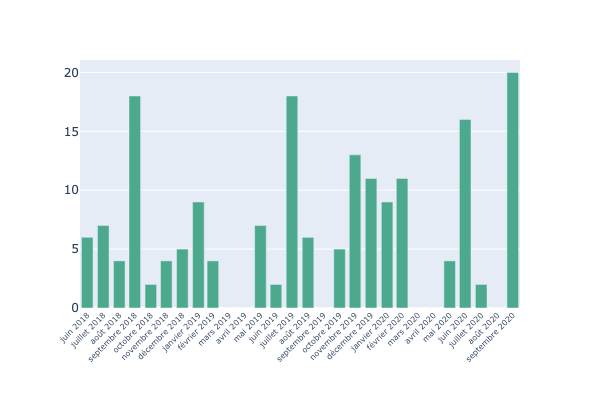 20
15
10
5
0
juin 2018
juillet 2018
août 2018
septembre 2018
octobre 2018
novembre 2018
décembre 2018
janvier 2019
février 2019
mars 2019
avril 2019
mai 2019
juin 2019
juillet 2019
août 2019
septembre 2019
octobre 2019
novembre 2019
décembre 2019
janvier 2020
février 2020
mars 2020
avril 2020
mai 2020
juin 2020
juillet 2020
août 2020
septembre 2020